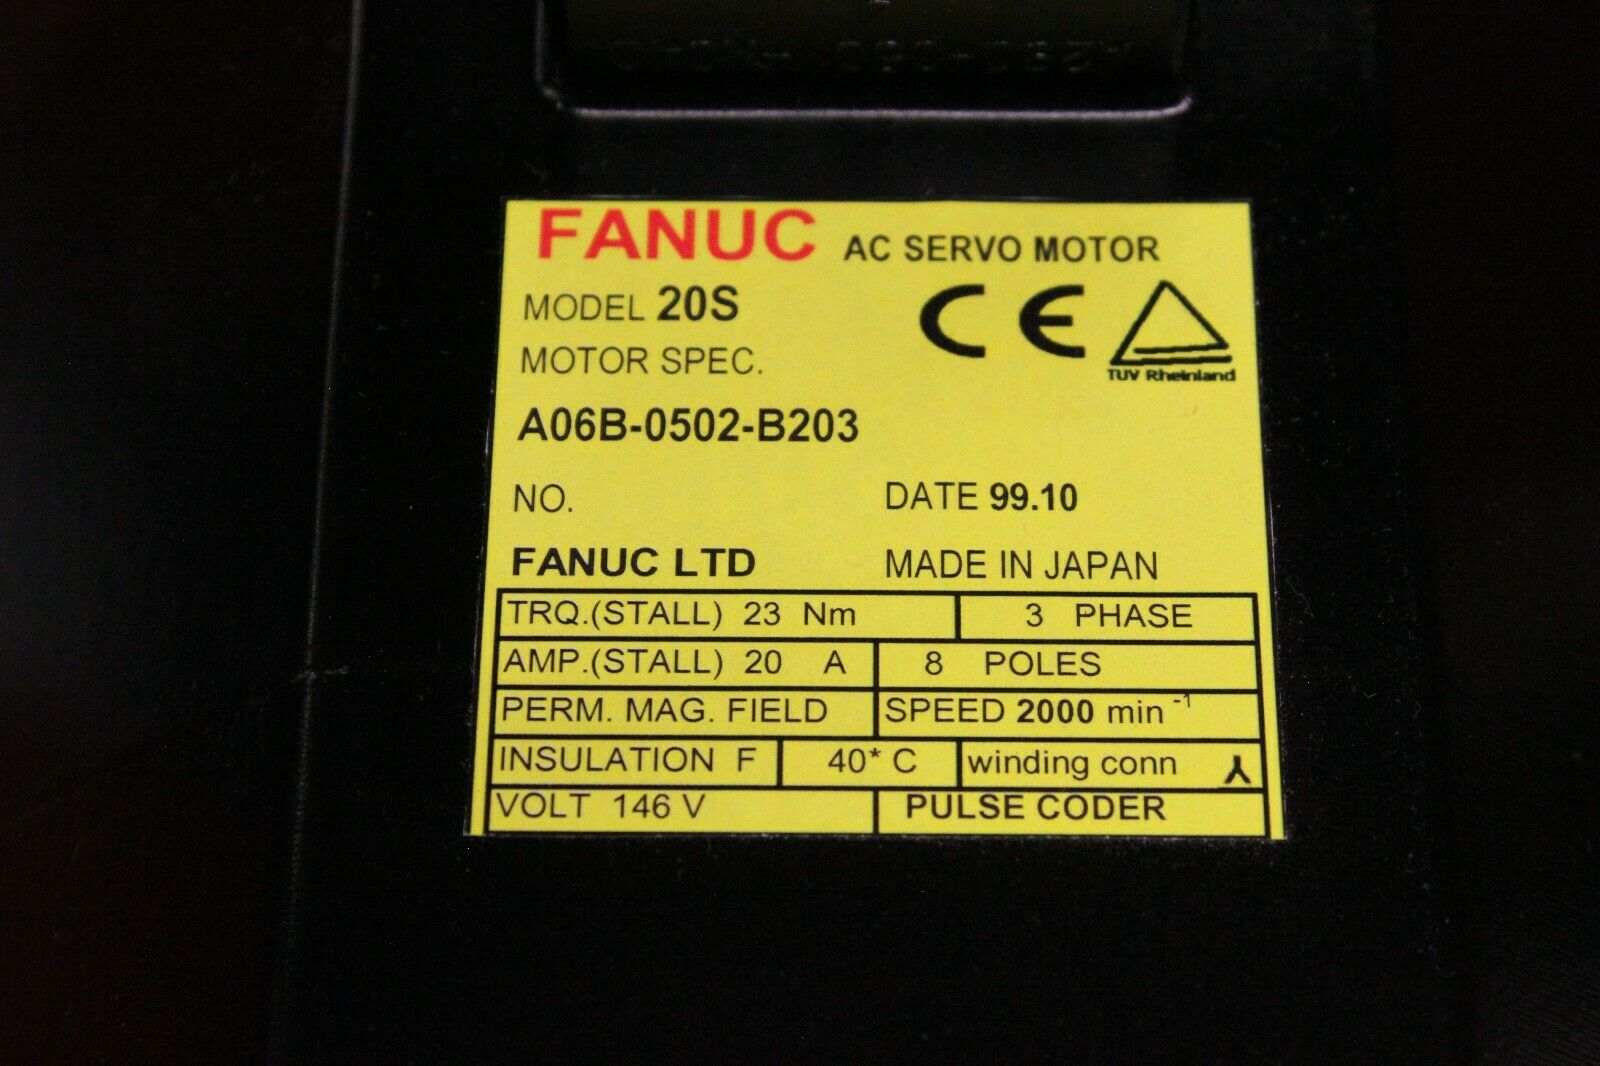 FANUC AC SERVO MOTOR
MODEL 20S
CE
MOTOR SPEC.
TUV Rheinland
A06B-0502-B203
NO. DATE 99.10
FANUC LTD MADE IN JAPAN
TRQ.(STALL) 23 Nm 3 PHASE
AMP.(STALL) 20 A 8 POLES
PERM. MAG. FIELD SPEED 2000 min⁻¹
INSULATION F 40* C winding conn
VOLT 146 V PULSE CODER